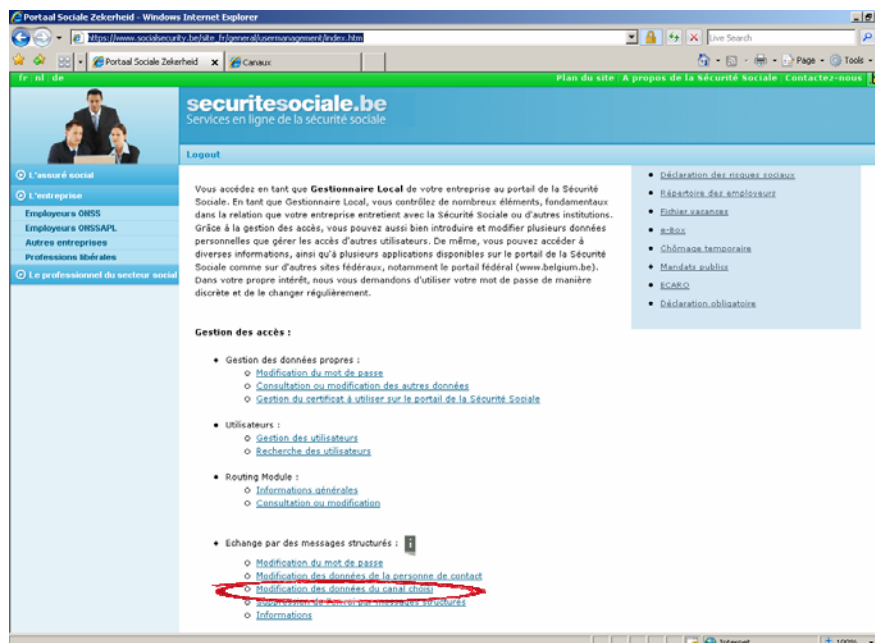 Portaal Sociale Zekerheid - Windows Internet Explorer
https://www.socialsecurity.be/site_fr/general/usermanagement/index.htm
Live Search
Portaal Sociale Zekerheid
Canaux
Page
Tools
fr nl de
Plan du site A propos de la Sécurité Sociale Contactez-nous
securitesociale.be
Services en ligne de la sécurité sociale
Logout
L'assuré social
L'entreprise
Employeurs ONSS
Employeurs ONSSAPL
Autres entreprises
Professions libérales
Le professionnel du secteur social
Vous accédez en tant que Gestionnaire Local de votre entreprise au portail de la Sécurité
Sociale. En tant que Gestionnaire Local, vous contrôlez de nombreux éléments, fondamentaux
dans la relation que votre entreprise entretient avec la Sécurité Sociale ou d'autres institutions.
Grâce à la gestion des accès, vous pouvez aussi bien introduire et modifier plusieurs données
personnelles que gérer les accès d'autres utilisateurs. De même, vous pouvez accéder à
diverses informations, ainsi qu'à plusieurs applications disponibles sur le portail de la Sécurité
Sociale comme sur d'autres sites fédéraux, notamment le portail fédéral (www.belgium.be).
Dans votre propre intérêt, nous vous demandons d'utiliser votre mot de passe de manière
discrète et de le changer régulièrement.
Gestion des accès :
Gestion des données propres :
Modification du mot de passe
Consultation ou modification des autres données
Gestion du certificat à utiliser sur le portail de la Sécurité Sociale
Utilisateurs :
Gestion des utilisateurs
Recherche des utilisateurs
Routing Module :
Informations générales
Consultation ou modification
Echange par des messages structurés :
Modification du mot de passe
Modification des données de la personne de contact
Modification des données du canal choisi
Suppression de l'envoi par messages structurés
Informations
Déclaration des risques sociaux
Répertoire des employeurs
Fichier vacances
e-Box
Chômage temporaire
Mandats publics
ECARO
Déclaration obligatoire
Internet
100%